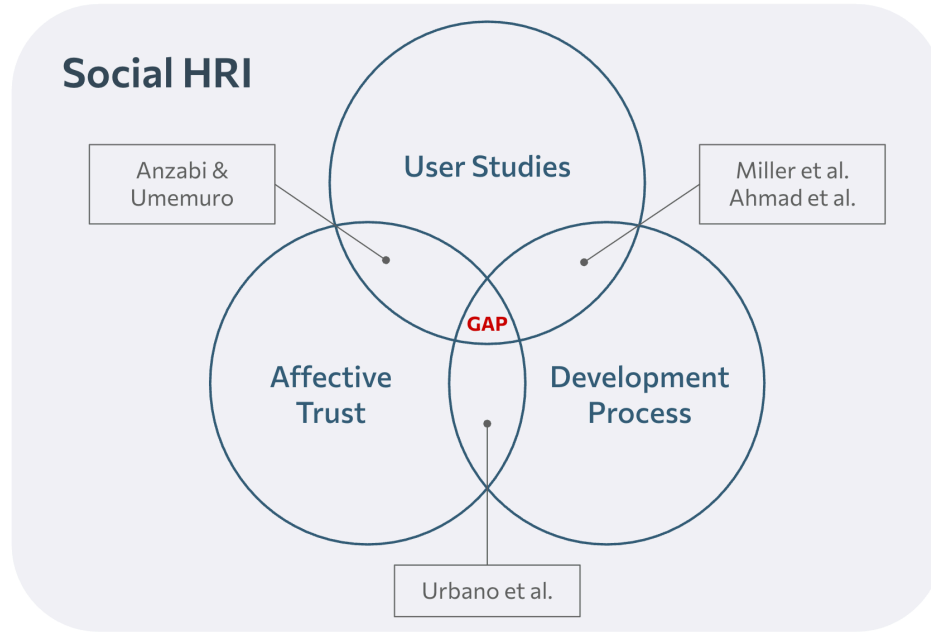 Social HRI
User Studies
Anzabi &
Umemuro
Miller et al.
Ahmad et al.
GAP
Affective
Trust
Development
Process
Urbano et al.